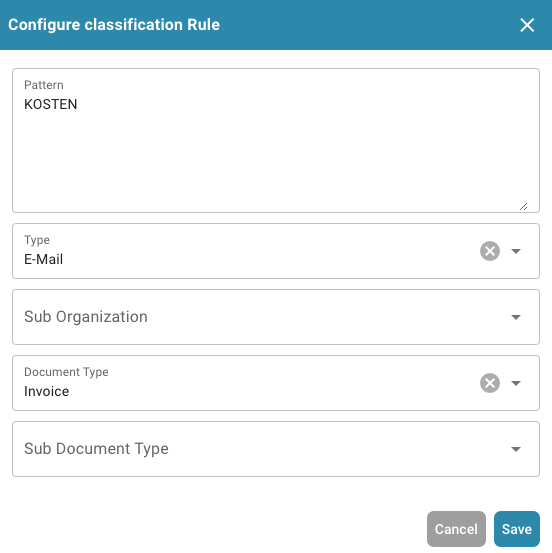 Configure classification Rule
Pattern
KOSTEN
Type
E-Mail
Sub Organization
Document Type
Invoice
Sub Document Type
Cancel Save